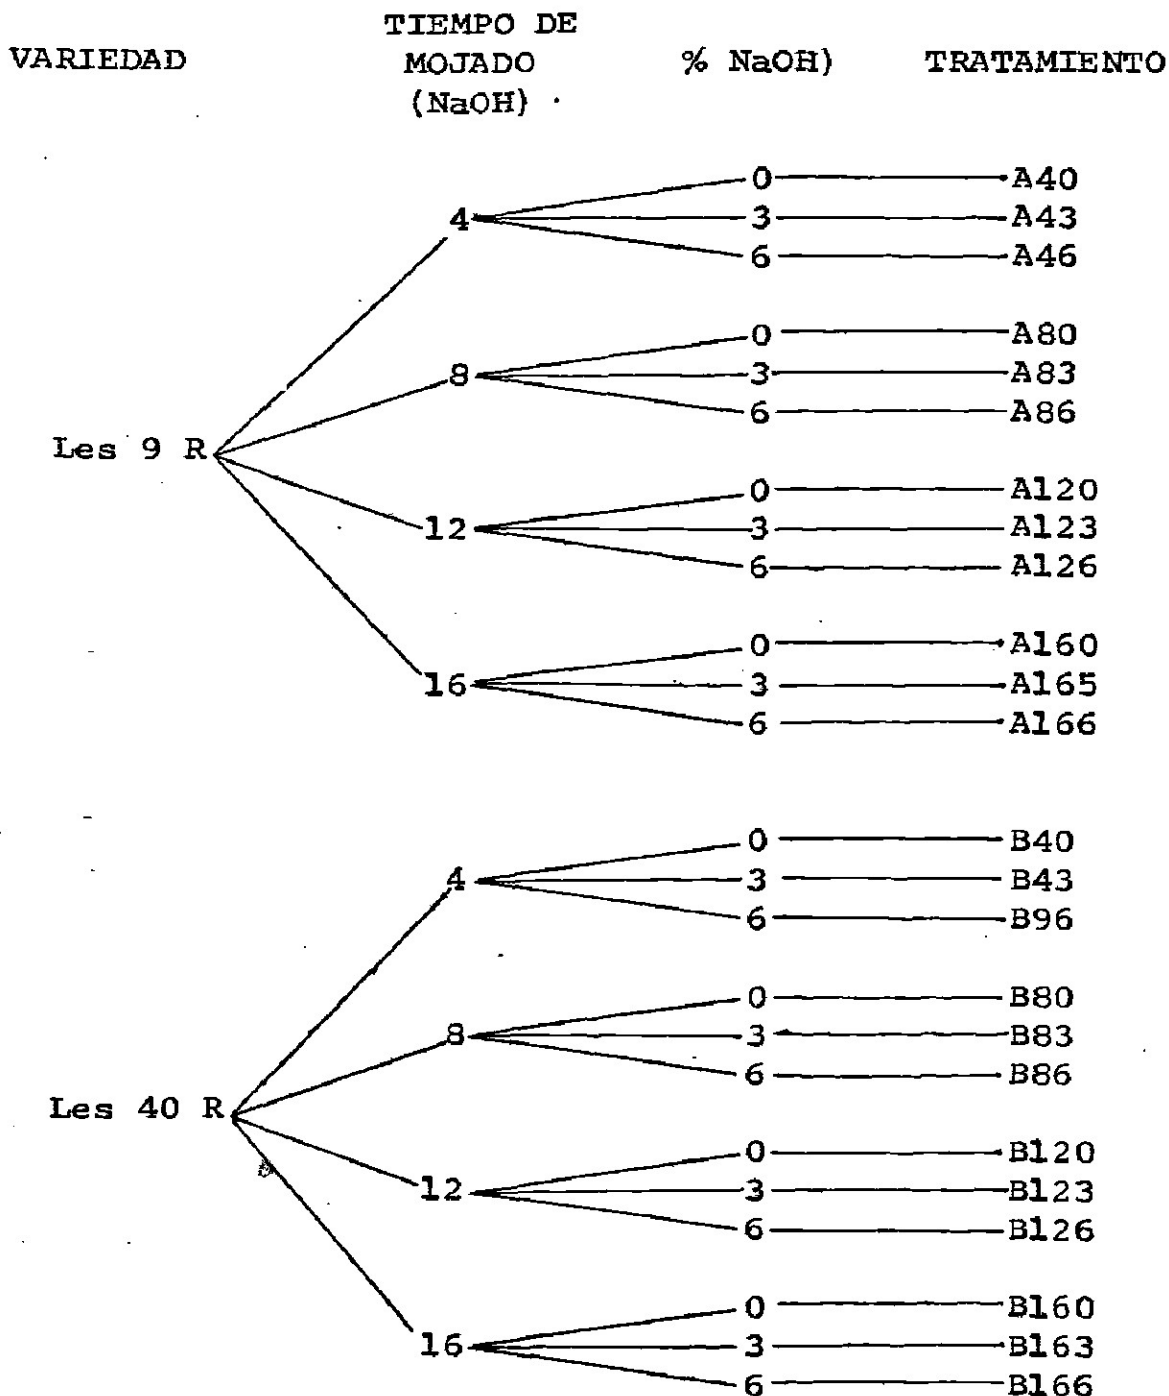 TIEMPO DE
VARIEDAD MOJADO % NaOH) TRATAMIENTO
(NaOH)
0 A40
4 3 A43
6 A46
0 A80
8 3 A83
6 A86
Les 9 R
0 A120
12 3 A123
6 A126
0 A160
16 3 A165
6 A166
0 B40
4 3 B43
6 B96
0 B80
8 3 B83
6 B86
Les 40 R
0 B120
12 3 B123
6 B126
0 B160
16 3 B163
6 B166